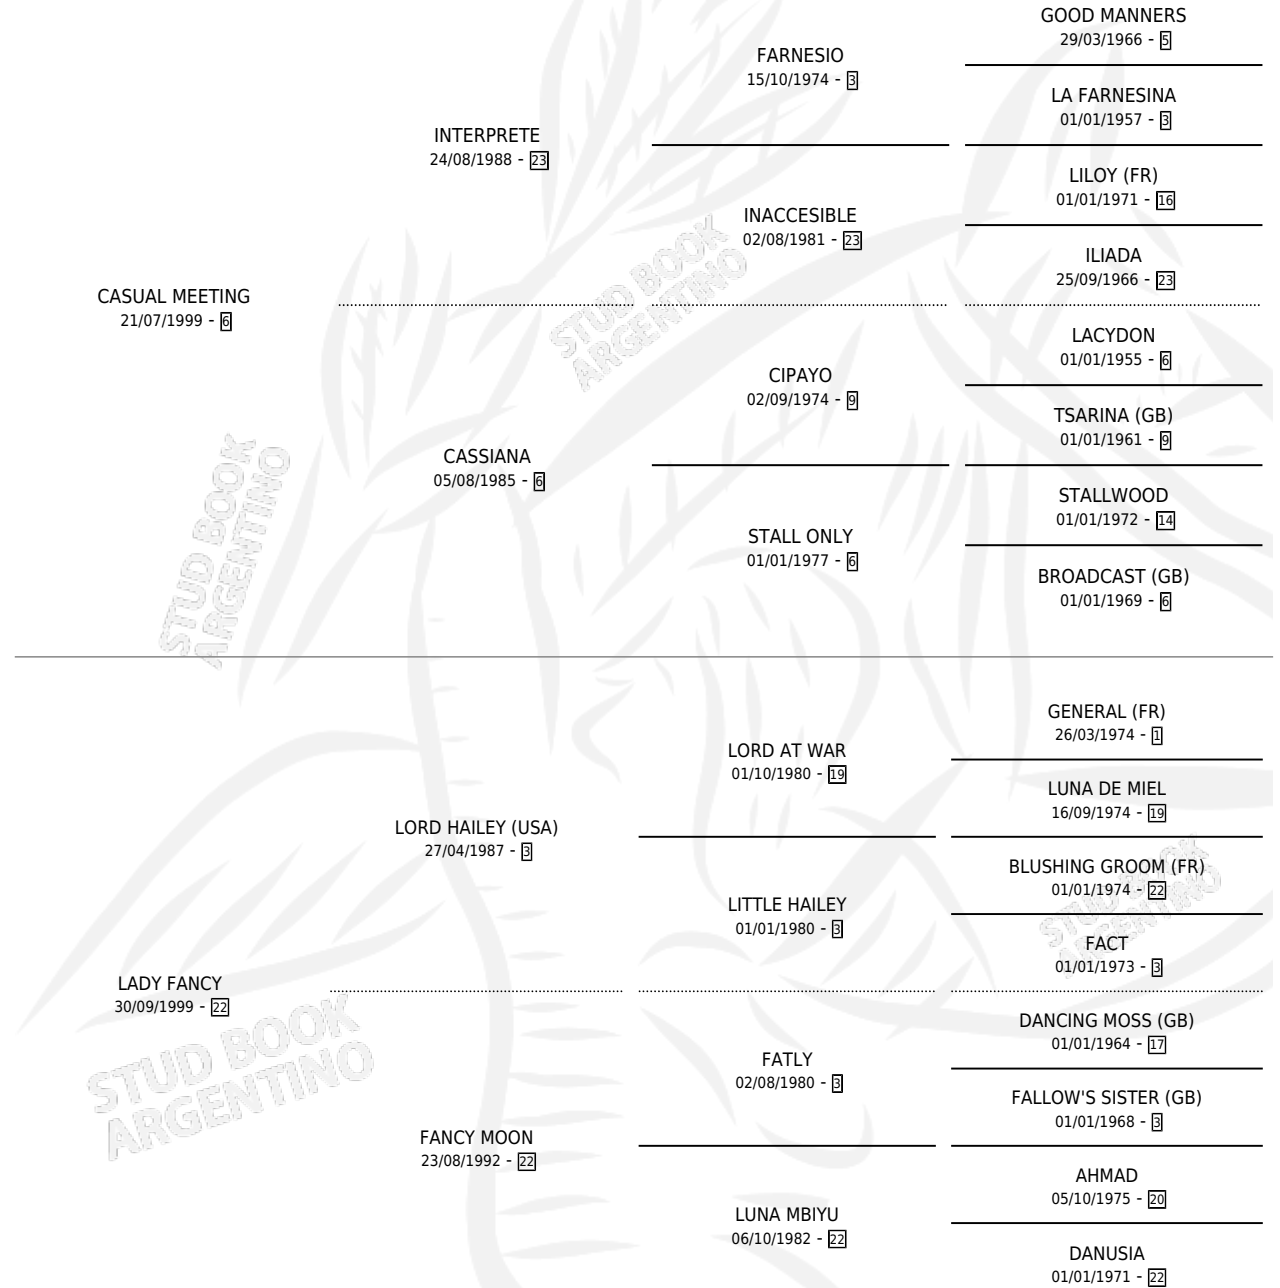 GOOD MANNERS
29/03/1966 - 5
FARNESIO
15/10/1974 - 3
LA FARNESINA
01/01/1957 - 3
INTERPRETE
24/08/1988 - 23
LILOY (FR)
01/01/1971 - 16
INACCESIBLE
02/08/1981 - 23
ILIADA
25/09/1966 - 23
CASUAL MEETING
21/07/1999 - 6
LACYDON
01/01/1955 - 6
CIPAYO
02/09/1974 - 9
TSARINA (GB)
01/01/1961 - 9
CASSIANA
05/08/1985 - 6
STALLWOOD
01/01/1972 - 14
STALL ONLY
01/01/1977 - 6
BROADCAST (GB)
01/01/1969 - 6
STUD BOOK
ARGENTINO
STUD BOOK
ARGENTINO
GENERAL (FR)
26/03/1974 - 1
LORD AT WAR
01/10/1980 - 19
LUNA DE MIEL
16/09/1974 - 19
LORD HAILEY (USA)
27/04/1987 - 3
BLUSHING GROOM (FR)
01/01/1974 - 22
LITTLE HAILEY
01/01/1980 - 3
FACT
01/01/1973 - 3
LADY FANCY
30/09/1999 - 22
DANCING MOSS (GB)
01/01/1964 - 17
FATLY
02/08/1980 - 3
FALLOW'S SISTER (GB)
01/01/1968 - 3
FANCY MOON
23/08/1992 - 22
AHMAD
05/10/1975 - 20
LUNA MBIYU
06/10/1982 - 22
DANUSIA
01/01/1971 - 22
STUD BOOK
ARGENTINO
STUD BOOK
ARGENTINO